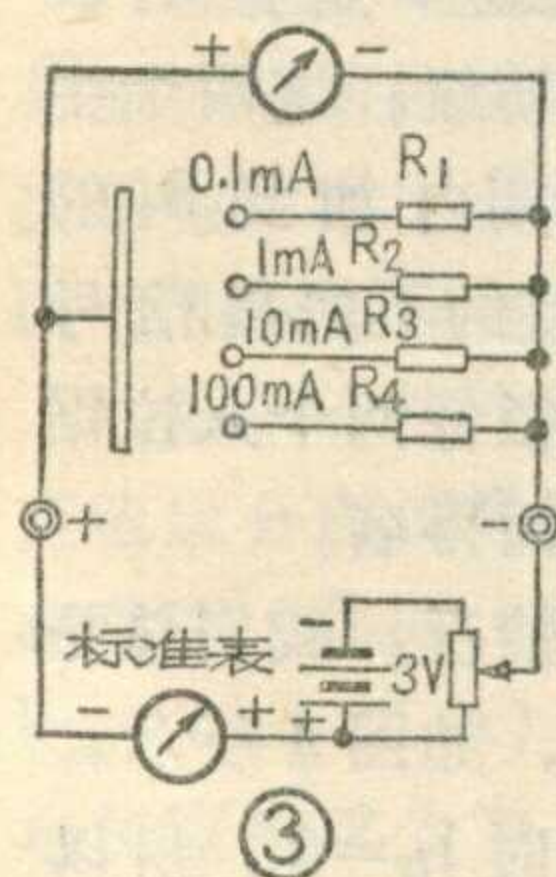 + -
0.1mA R1
1mA R2
10mA R3
100mA R4
+ -
标准表 - 3V
- + +
③